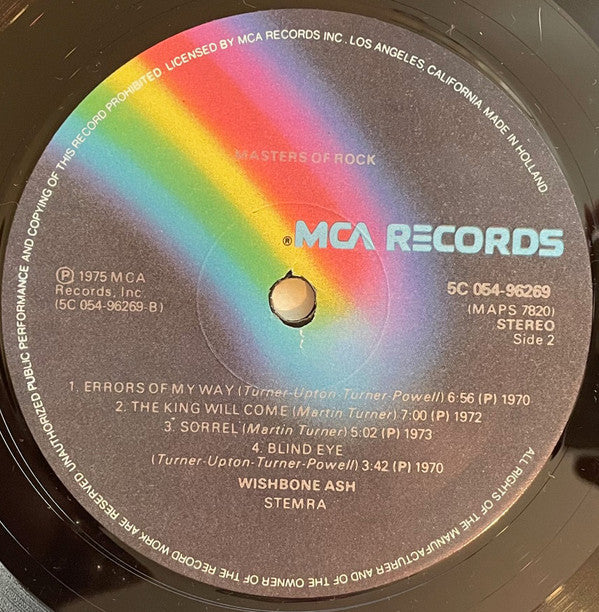 UNAUTHORIZED PUBLIC PERFORMANCE AND COPYING OF THIS RECORD PROHIBITED. LICENSED BY MCA RECORDS INC. LOS ANGELES, CALIFORNIA. MADE IN HOLLAND
MASTERS OF ROCK
® MCA RECORDS
Ⓟ 1975 MCA
Records, Inc
(5C 054-96269-B)
5C 054-96269
(MAPS 7820)
STEREO
Side 2
1. ERRORS OF MY WAY (Turner-Upton-Turner-Powell) 6:56 (P) 1970
2. THE KING WILL COME (Martin Turner) 7:00 (P) 1972
3. SORREL (Martin Turner) 5:02 (P) 1973
4. BLIND EYE
(Turner-Upton-Turner-Powell) 3:42 (P) 1970
WISHBONE ASH
STEMRA
ALL RIGHTS OF THE MANUFACTURER AND OF THE OWNER OF THE RECORD WORK ARE RESERVED